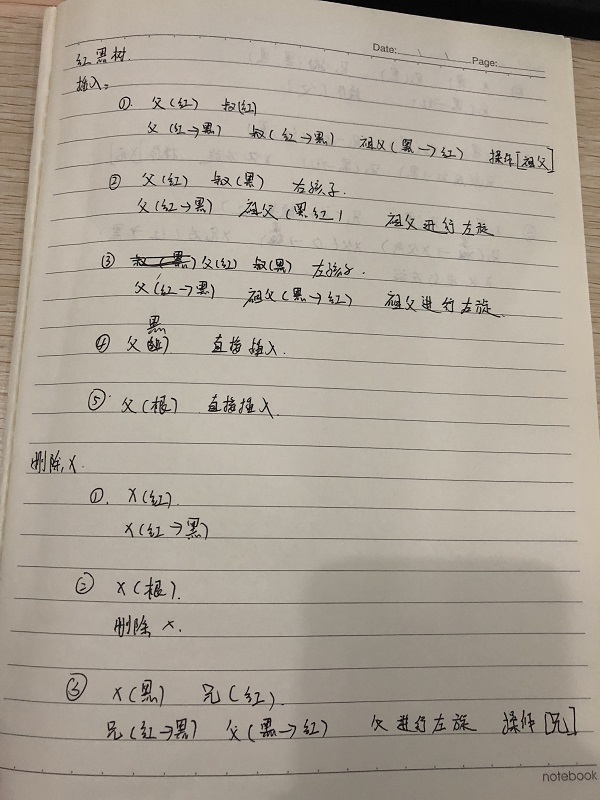 Date: / / Page:
红黑树.
插入:
① 父(红) 叔(红)
父(红→黑) 叔(红→黑) 祖父(黑→红) 操作[祖父]
② 父(红) 叔(黑) 右孩子.
父(红→黑) 祖父(黑红) 祖父进行左旋
③ 父(红) 叔(黑) 左孩子.
父(红→黑) 祖父(黑→红) 祖父进行左旋
④ 父(黑) 直接插入.
⑤ 父(根) 直接插入.
删除,X.
①. X(红).
X(红→黑)
② X(根).
删除 X.
③ X(黑) 兄(红).
兄(红→黑) 父(黑→红) 父进行左旋 操作[兄]
notebook